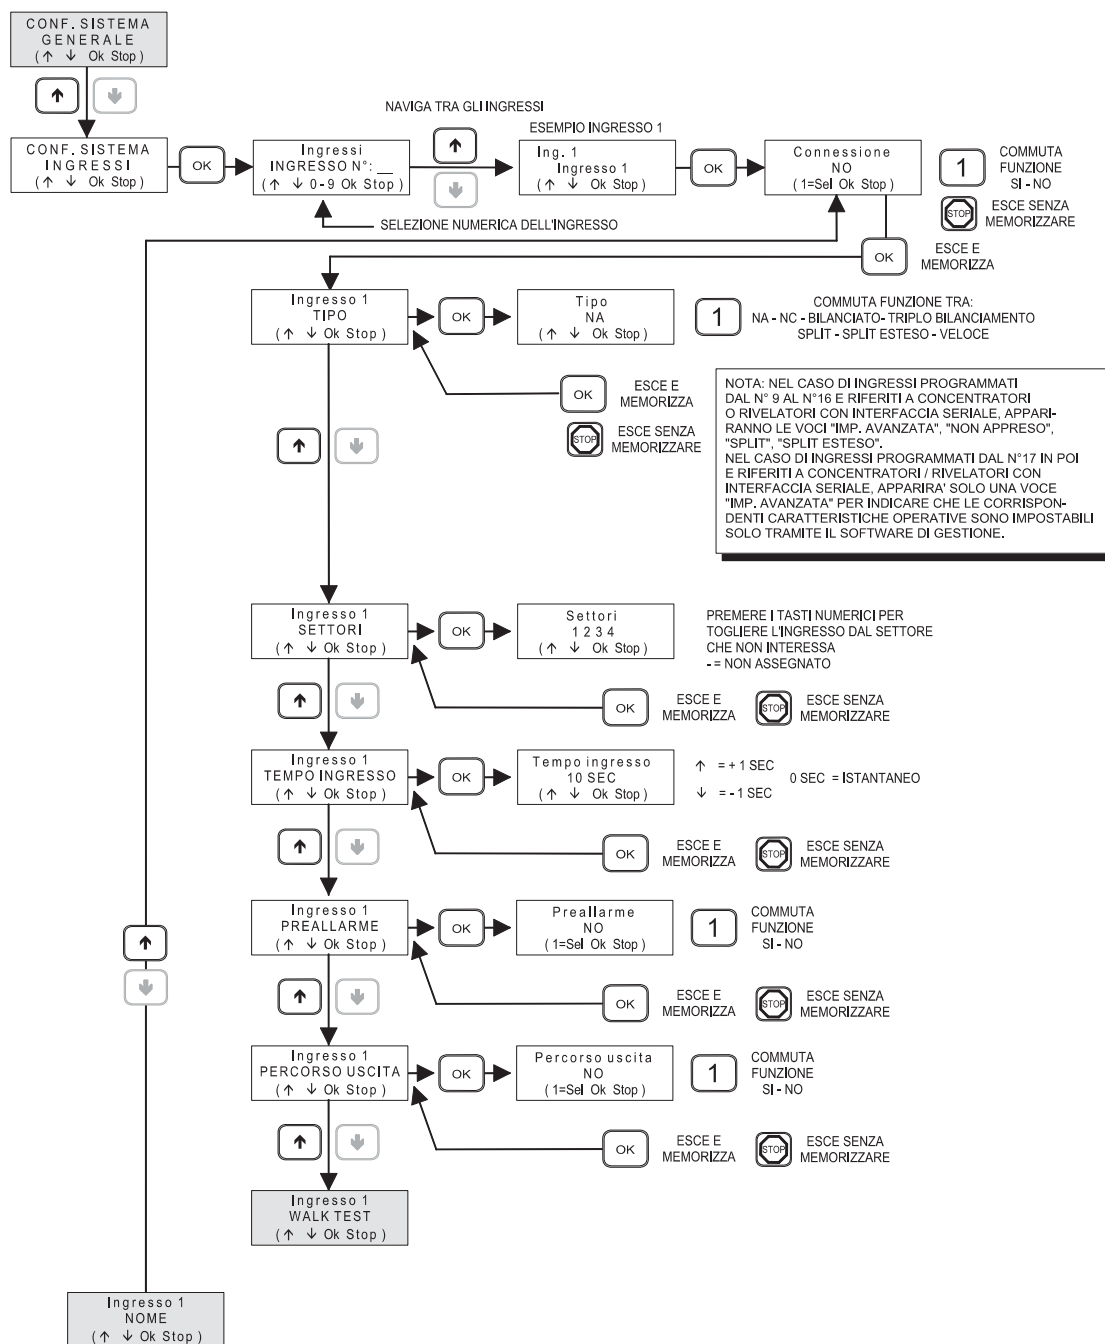 CONF. SISTEMA
GENERALE
(↑ ↓ Ok Stop)
CONF. SISTEMA
INGRESSI
(↑ ↓ Ok Stop)
OK
Ingressi
INGRESSO N°: __
(↑ ↓ 0-9 Ok Stop)
NAVIGA TRA GLI INGRESSI
SELEZIONE NUMERICA DELL'INGRESSO
ESEMPIO INGRESSO 1
Ing. 1
Ingresso 1
(↑ ↓ Ok Stop)
OK
Connessione
NO
(1=Sel Ok Stop)
1
COMMUTA
FUNZIONE
SI - NO
STOP
ESCE SENZA
MEMORIZZARE
OK
ESCE E
MEMORIZZA
Ingresso 1
TIPO
(↑ ↓ Ok Stop)
OK
Tipo
NA
(↑ ↓ Ok Stop)
1
COMMUTA FUNZIONE TRA:
NA - NC - BILANCIATO- TRIPLO BILANCIAMENTO
SPLIT - SPLIT ESTESO - VELOCE
OK
ESCE E
MEMORIZZA
STOP
ESCE SENZA
MEMORIZZARE
NOTA: NEL CASO DI INGRESSI PROGRAMMATI
DAL N° 9 AL N°16 E RIFERITI A CONCENTRATORI
O RIVELATORI CON INTERFACCIA SERIALE, APPARI-
RANNO LE VOCI "IMP. AVANZATA", "NON APPRESO",
"SPLIT", "SPLIT ESTESO".
NEL CASO DI INGRESSI PROGRAMMATI DAL N°17 IN POI
E RIFERITI A CONCENTRATORI / RIVELATORI CON
INTERFACCIA SERIALE, APPARIRA' SOLO UNA VOCE
"IMP. AVANZATA" PER INDICARE CHE LE CORRISPON-
DENTI CARATTERISTICHE OPERATIVE SONO IMPOSTABILI
SOLO TRAMITE IL SOFTWARE DI GESTIONE.
Ingresso 1
SETTORI
(↑ ↓ Ok Stop)
OK
Settori
1 2 3 4
(↑ ↓ Ok Stop)
PREMERE I TASTI NUMERICI PER
TOGLIERE L'INGRESSO DAL SETTORE
CHE NON INTERESSA
- = NON ASSEGNATO
OK
ESCE E
MEMORIZZA
STOP
ESCE SENZA
MEMORIZZARE
Ingresso 1
TEMPO INGRESSO
(↑ ↓ Ok Stop)
OK
Tempo ingresso
10 SEC
(↑ ↓ Ok Stop)
↑ = + 1 SEC
0 SEC = ISTANTANEO
↓ = - 1 SEC
OK
ESCE E
MEMORIZZA
STOP
ESCE SENZA
MEMORIZZARE
Ingresso 1
PREALLARME
(↑ ↓ Ok Stop)
OK
Preallarme
NO
(1=Sel Ok Stop)
1
COMMUTA
FUNZIONE
SI - NO
OK
ESCE E
MEMORIZZA
STOP
ESCE SENZA
MEMORIZZARE
Ingresso 1
PERCORSO USCITA
(↑ ↓ Ok Stop)
OK
Percorso uscita
NO
(1=Sel Ok Stop)
1
COMMUTA
FUNZIONE
SI - NO
OK
ESCE E
MEMORIZZA
STOP
ESCE SENZA
MEMORIZZARE
Ingresso 1
WALK TEST
(↑ ↓ Ok Stop)
Ingresso 1
NOME
(↑ ↓ Ok Stop)